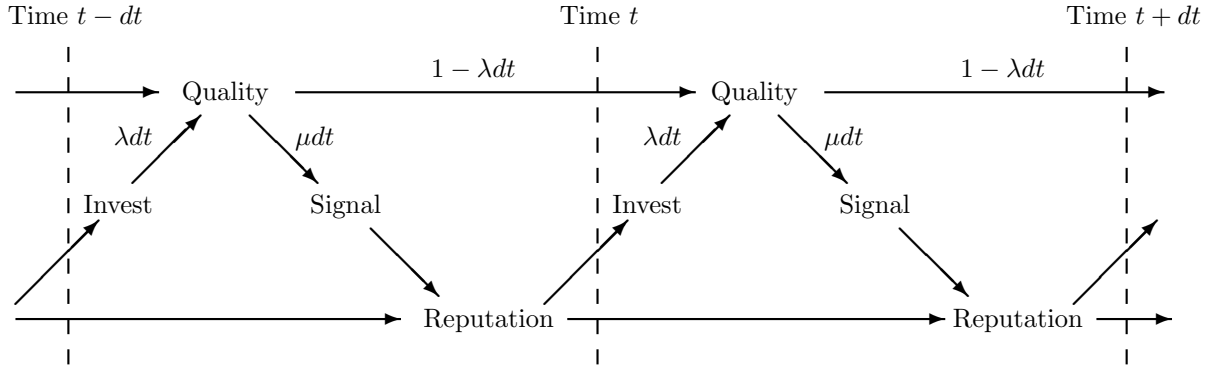 Time t − dt Time t Time t + dt
1 − λdt 1 − λdt
Quality Quality
λdt μdt λdt μdt
Invest Signal Invest Signal
Reputation Reputation